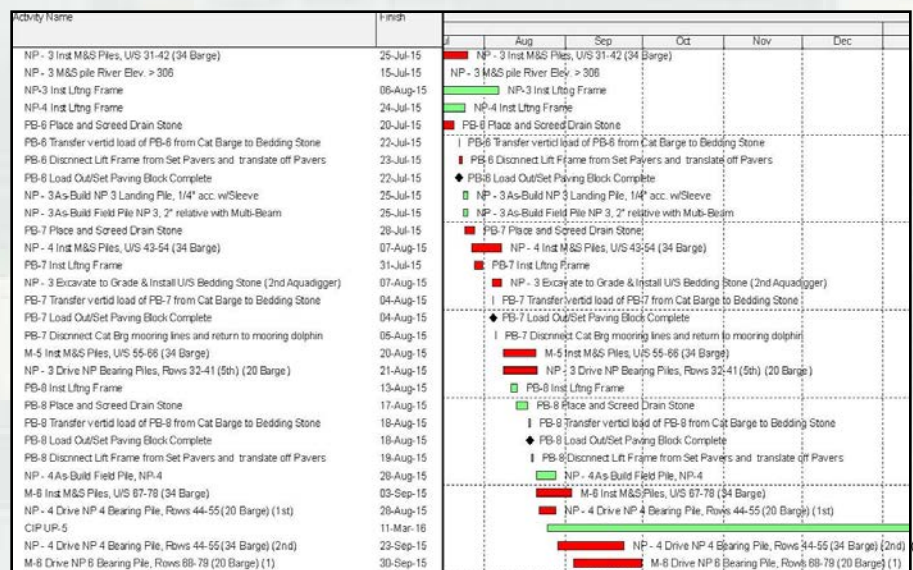 Activity Name Finish
ul Aug Sep Oct Nov Dec
NP - 3 Inst M&S Piles, U/S 31-42 (34 Barge) 25-Jul-15 NP - 3 Inst M&S Piles, U/S 31-42 (34 Barge)
NP - 3 M&S pile River Elev. > 306 15-Jul-15 NP - 3 M&S pile River Elev. > 306
NP-3 Inst Lftng Frame 06-Aug-15 NP-3 Inst Lftng Frame
NP-4 Inst Lftng Frame 24-Jul-15 NP-4 Inst Lftng Frame
PB-6 Place and Screed Drain Stone 20-Jul-15 PB-6 Place and Screed Drain Stone
PB-6 Transfer vertid load of PB-6 from Cat Barge to Bedding Stone 22-Jul-15 PB-6 Transfer vertid load of PB-6 from Cat Barge to Bedding Stone
PB-6 Discnnect Lift Frame from Set Pavers and translate off Pavers 23-Jul-15 PB-6 Discnnect Lift Frame from Set Pavers and translate off Pavers
PB-6 Load Out/Set Paving Block Complete 22-Jul-15 PB-6 Load Out/Set Paving Block Complete
NP - 3 As-Build NP 3 Landing Pile, 1/4" acc. w/Sleeve 25-Jul-15 NP - 3 As-Build NP 3 Landing Pile, 1/4" acc. w/Sleeve
NP - 3 As-Build Field Pile NP 3, 2" relative with Multi-Beam 25-Jul-15 NP - 3 As-Build Field Pile NP 3, 2" relative with Multi-Beam
PB-7 Place and Screed Drain Stone 28-Jul-15 PB-7 Place and Screed Drain Stone
NP - 4 Inst M&S Piles, U/S 43-54 (34 Barge) 07-Aug-15 NP - 4 Inst M&S Piles, U/S 43-54 (34 Barge)
PB-7 Inst Lftng Frame 31-Jul-15 PB-7 Inst Lftng Frame
NP - 3 Excavate to Grade & Install U/S Bedding Stone (2nd Aquadigger) 07-Aug-15 NP - 3 Excavate to Grade & Install U/S Bedding Stone (2nd Aquadigger)
PB-7 Transfer vertid load of PB-7 from Cat Barge to Bedding Stone 04-Aug-15 PB-7 Transfer vertid load of PB-7 from Cat Barge to Bedding Stone
PB-7 Load Out/Set Paving Block Complete 04-Aug-15 PB-7 Load Out/Set Paving Block Complete
PB-7 Discnnect Cat Brg mooring lines and return to mooring dolphin 05-Aug-15 PB-7 Discnnect Cat Brg mooring lines and return to mooring dolphin
M-5 Inst M&S Piles, U/S 55-66 (34 Barge) 20-Aug-15 M-5 Inst M&S Piles, U/S 55-66 (34 Barge)
NP - 3 Drive NP Bearing Piles, Rows 32-41 (5th) (20 Barge) 21-Aug-15 NP - 3 Drive NP Bearing Piles, Rows 32-41 (5th) (20 Barge)
PB-8 Inst Lftng Frame 13-Aug-15 PB-8 Inst Lftng Frame
PB-8 Place and Screed Drain Stone 17-Aug-15 PB-8 Place and Screed Drain Stone
PB-8 Transfer vertid load of PB-8 from Cat Barge to Bedding Stone 18-Aug-15 PB-8 Transfer vertid load of PB-8 from Cat Barge to Bedding Stone
PB-8 Load Out/Set Paving Block Complete 18-Aug-15 PB-8 Load Out/Set Paving Block Complete
PB-8 Discnnect Lift Frame from Set Pavers and translate off Pavers 19-Aug-15 PB-8 Discnnect Lift Frame from Set Pavers and translate off Pavers
NP - 4 As-Build Field Pile, NP-4 28-Aug-15 NP - 4 As-Build Field Pile, NP-4
M-6 Inst M&S Piles, U/S 67-78 (34 Barge) 03-Sep-15 M-6 Inst M&S Piles, U/S 67-78 (34 Barge)
NP - 4 Drive NP 4 Bearing Pile, Rows 44-55 (20 Barge) (1st) 28-Aug-15 NP - 4 Drive NP 4 Bearing Pile, Rows 44-55 (20 Barge) (1st)
CIP UP-5 11-Mar-16
NP - 4 Drive NP 4 Bearing Pile, Rows 44-55 (34 Barge) (2nd) 23-Sep-15 NP - 4 Drive NP 4 Bearing Pile, Rows 44-55 (34 Barge) (2nd)
M-6 Drive NP 6 Bearing Pile, Rows 68-79 (20 Barge) (1) 30-Sep-15 M-6 Drive NP 6 Bearing Pile, Rows 68-79 (20 Barge) (1)